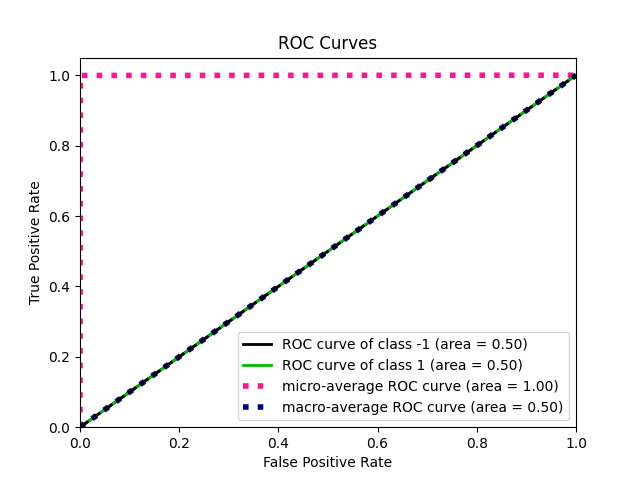 ROC Curves
True Positive Rate
1.0
0.8
0.6
0.4
0.2
0.0
ROC curve of class -1 (area = 0.50)
ROC curve of class 1 (area = 0.50)
micro-average ROC curve (area = 1.00)
macro-average ROC curve (area = 0.50)
0.0 0.2 0.4 0.6 0.8 1.0
False Positive Rate